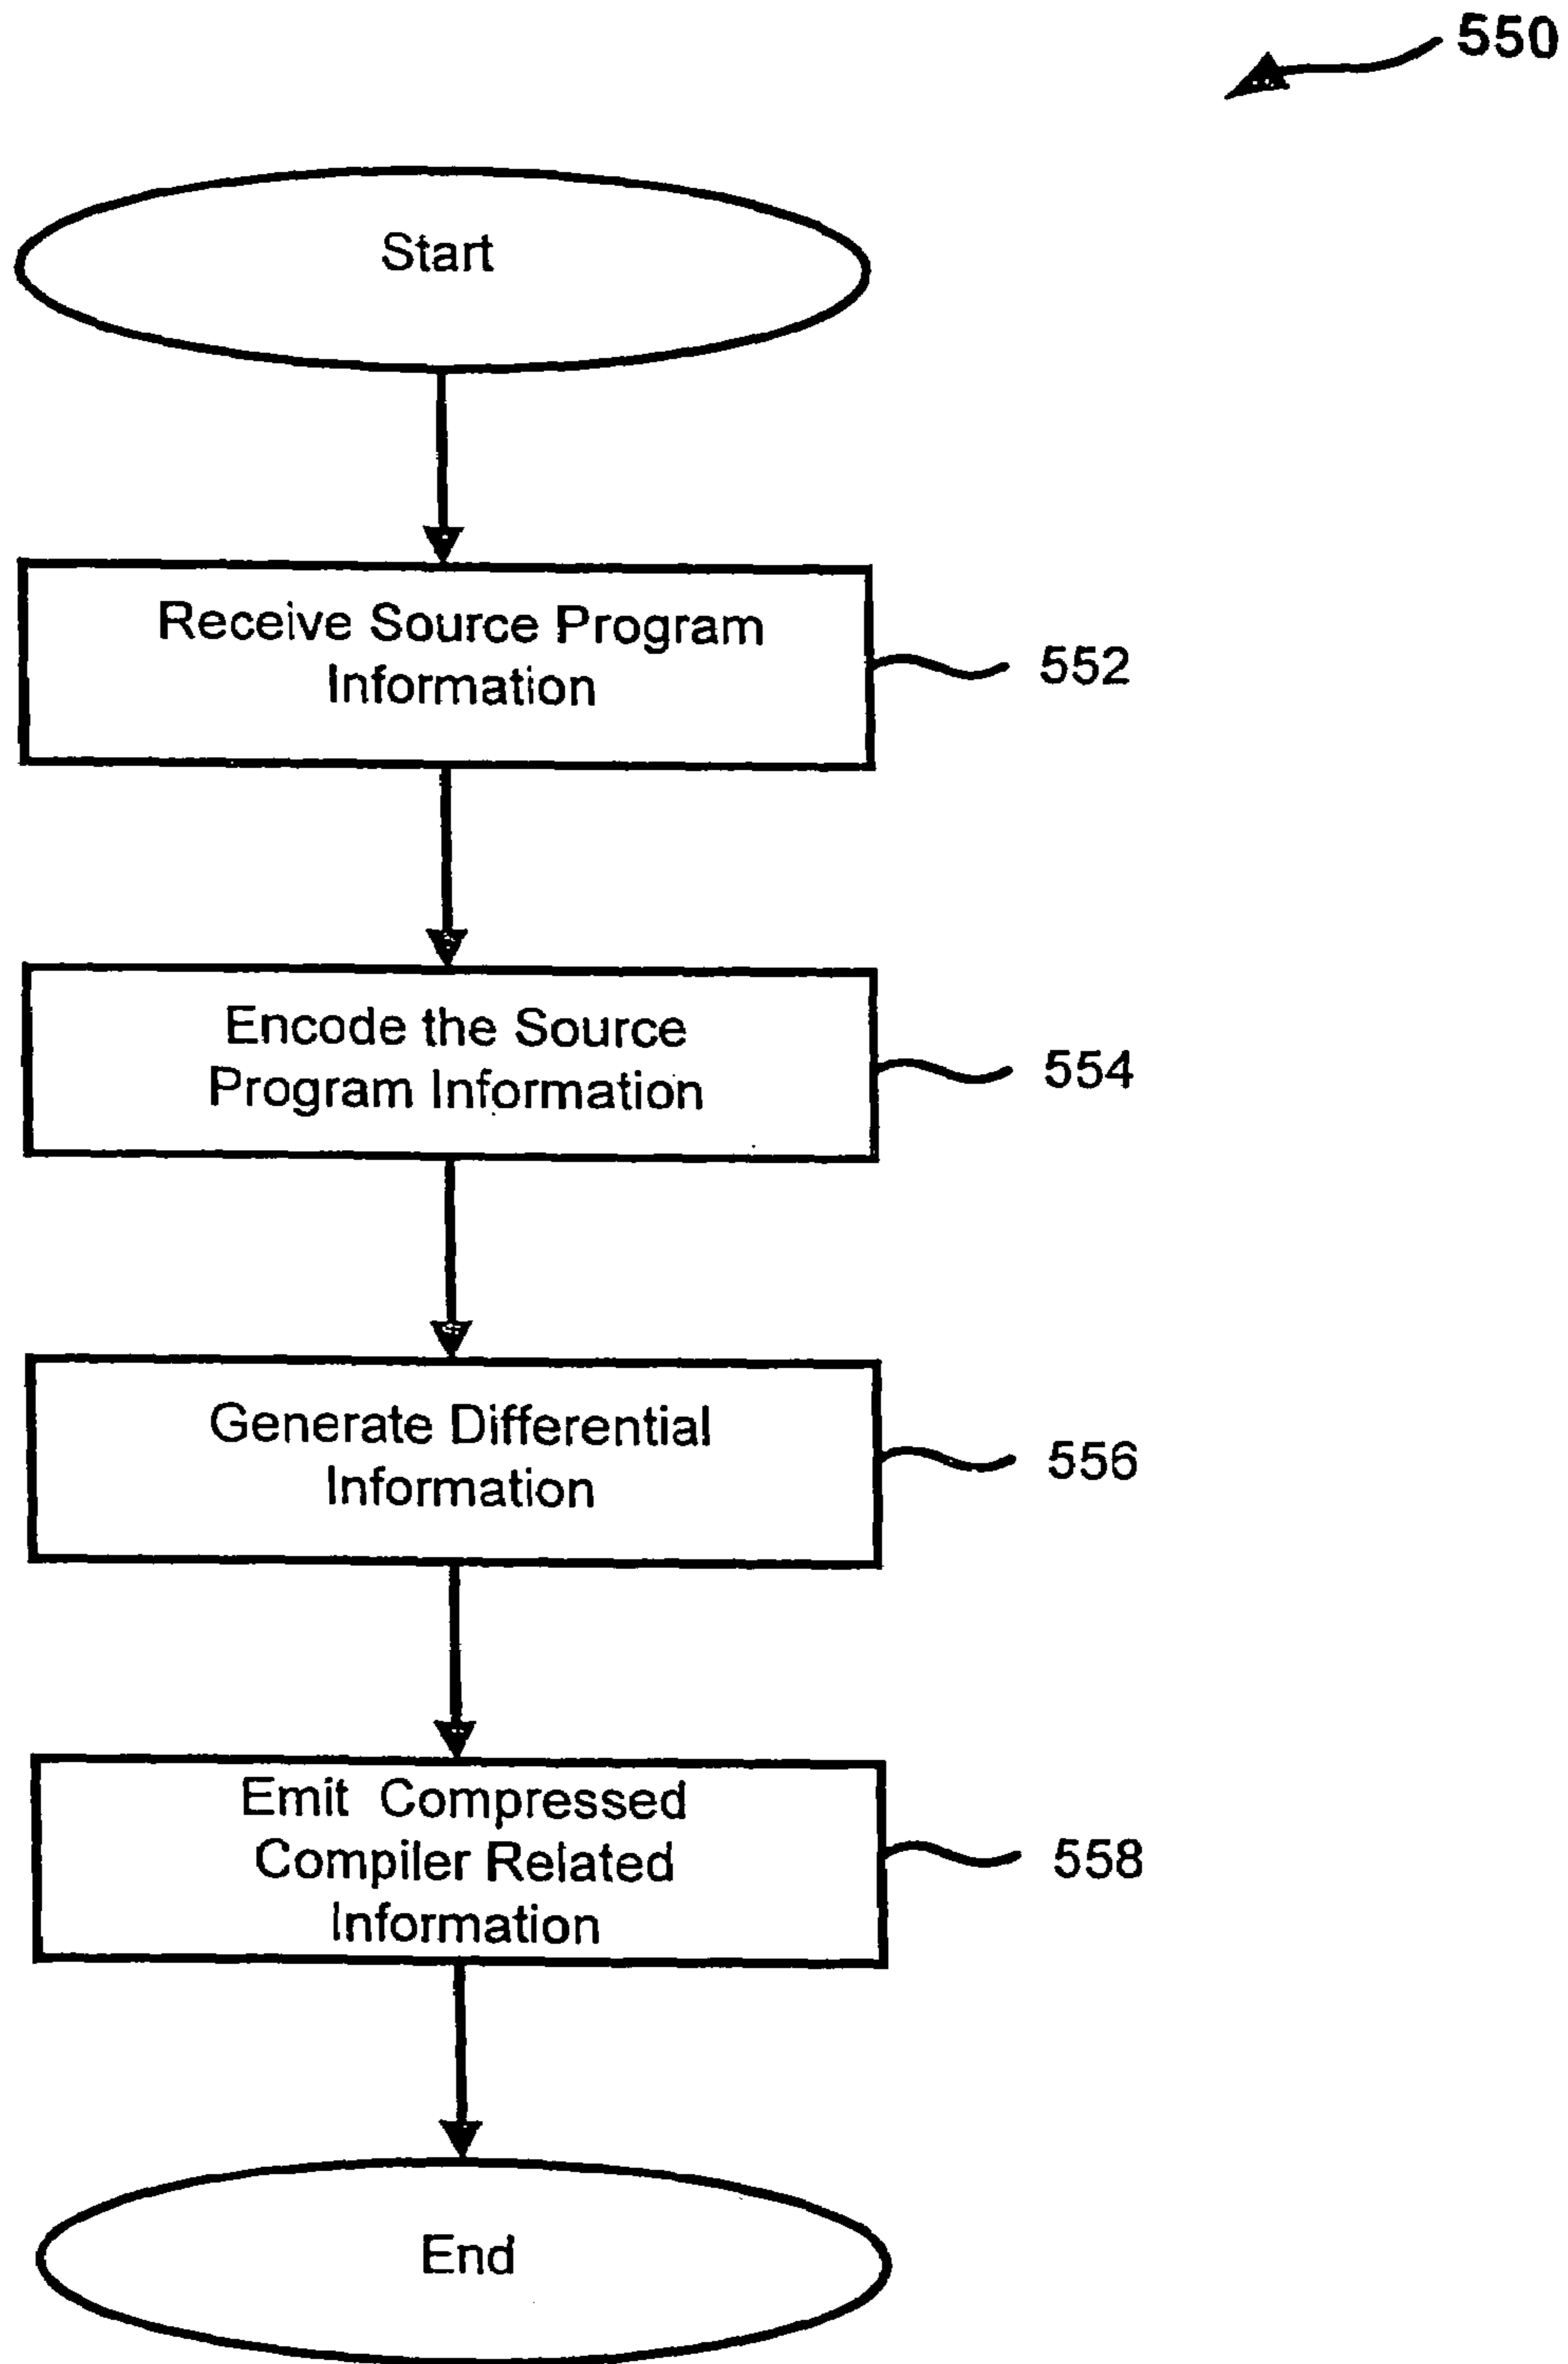 550
Start
Receive Source Program
Information
552
Encode the Source
Program Information
554
Generate Differential
Information
556
Emit Compressed
Compiler Related
Information
558
End